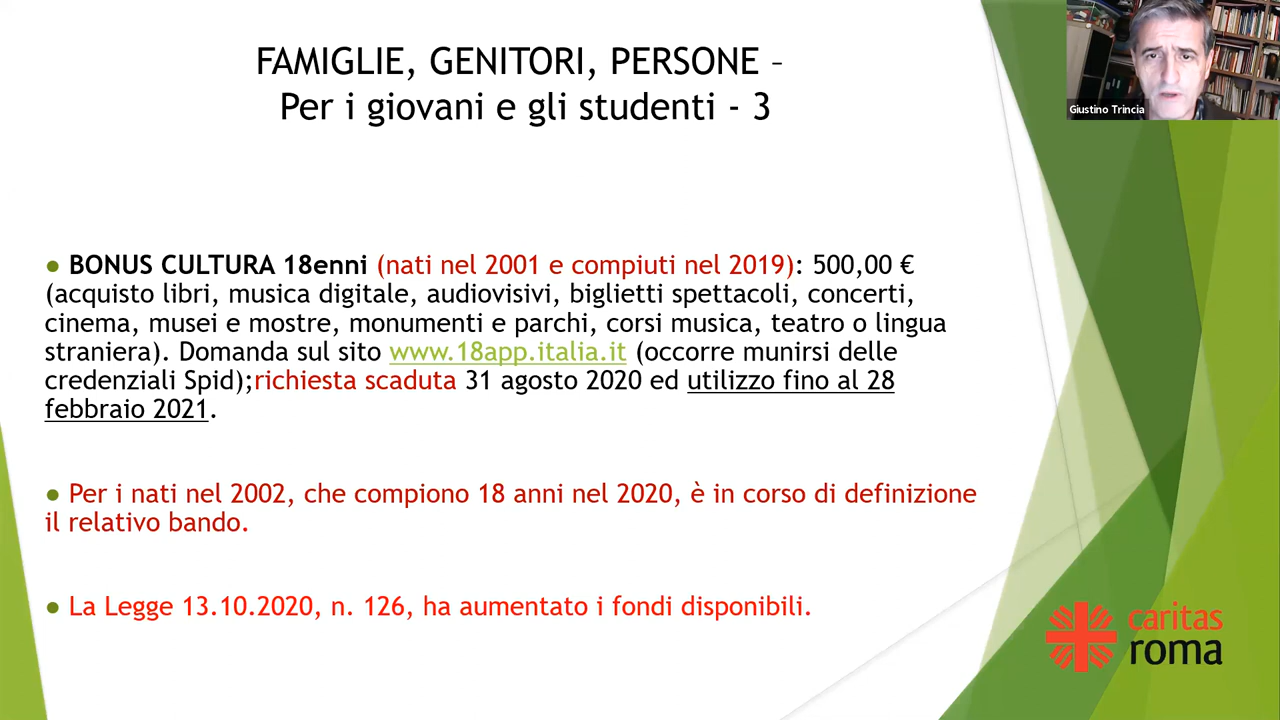 FAMIGLIE, GENITORI, PERSONE –
Per i giovani e gli studenti - 3
Giustino Trincia
● BONUS CULTURA 18enni (nati nel 2001 e compiuti nel 2019): 500,00 €
(acquisto libri, musica digitale, audiovisivi, biglietti spettacoli, concerti,
cinema, musei e mostre, monumenti e parchi, corsi musica, teatro o lingua
straniera). Domanda sul sito www.18app.italia.it (occorre munirsi delle
credenziali Spid);richiesta scaduta 31 agosto 2020 ed utilizzo fino al 28
febbraio 2021.
● Per i nati nel 2002, che compiono 18 anni nel 2020, è in corso di definizione
il relativo bando.
● La Legge 13.10.2020, n. 126, ha aumentato i fondi disponibili.
caritas
roma